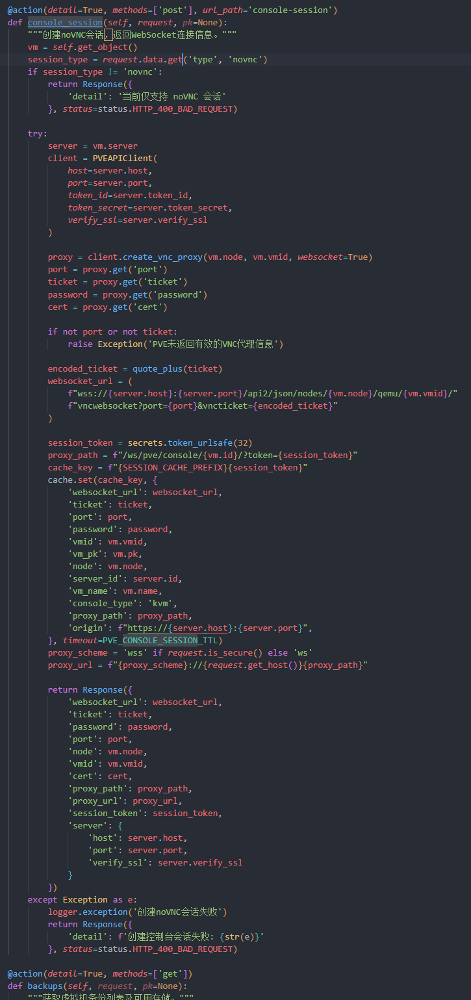 @action(detail=True, methods=['post'], url_path='console-session')
def console_session(self, request, pk=None):
    """创建noVNC会话，返回WebSocket连接信息。"""
    vm = self.get_object()
    session_type = request.data.get('type', 'novnc')
    if session_type != 'novnc':
        return Response({
            'detail': '当前仅支持 noVNC 会话'
        }, status=status.HTTP_400_BAD_REQUEST)

    try:
        server = vm.server
        client = PVEAPIClient(
            host=server.host,
            port=server.port,
            token_id=server.token_id,
            token_secret=server.token_secret,
            verify_ssl=server.verify_ssl
        )

        proxy = client.create_vnc_proxy(vm.node, vm.vmid, websocket=True)
        port = proxy.get('port')
        ticket = proxy.get('ticket')
        password = proxy.get('password')
        cert = proxy.get('cert')

        if not port or not ticket:
            raise Exception('PVE未返回有效的VNC代理信息')

        encoded_ticket = quote_plus(ticket)
        websocket_url = (
            f"wss://{server.host}:{server.port}/api2/json/nodes/{vm.node}/qemu/{vm.vmid}/"
            f"vncwebsocket?port={port}&vncticket={encoded_ticket}"
        )

        session_token = secrets.token_urlsafe(32)
        proxy_path = f"/ws/pve/console/{vm.id}/?token={session_token}"
        cache_key = f"{SESSION_CACHE_PREFIX}{session_token}"
        cache.set(cache_key, {
            'websocket_url': websocket_url,
            'ticket': ticket,
            'port': port,
            'password': password,
            'vmid': vm.vmid,
            'vm_pk': vm.pk,
            'node': vm.node,
            'server_id': server.id,
            'vm_name': vm.name,
            'console_type': 'kvm',
            'proxy_path': proxy_path,
            'origin': f"https://{server.host}:{server.port}",
        }, timeout=PVE_CONSOLE_SESSION_TTL)
        proxy_scheme = 'wss' if request.is_secure() else 'ws'
        proxy_url = f"{proxy_scheme}://{request.get_host()}{proxy_path}"

        return Response({
            'websocket_url': websocket_url,
            'ticket': ticket,
            'password': password,
            'port': port,
            'node': vm.node,
            'vmid': vm.vmid,
            'cert': cert,
            'proxy_path': proxy_path,
            'proxy_url': proxy_url,
            'session_token': session_token,
            'server': {
                'host': server.host,
                'port': server.port,
                'verify_ssl': server.verify_ssl
            }
        })
    except Exception as e:
        logger.exception('创建noVNC会话失败')
        return Response({
            'detail': f'创建控制台会话失败: {str(e)}'
        }, status=status.HTTP_400_BAD_REQUEST)

@action(detail=True, methods=['get'])
def backups(self, request, pk=None):
    """获取虚拟机备份列表及可用存储。"""